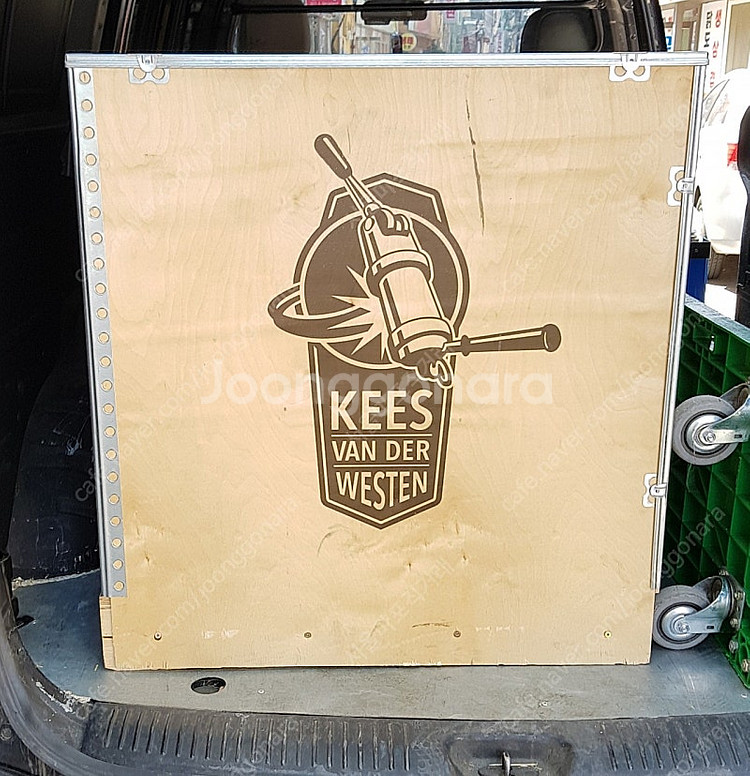 Joonggonara
KEES
VAN DER
WESTEN